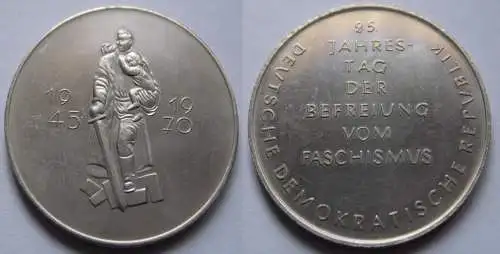 19
45
19
70
25.
JAHRES-
TAG
DER
BEFREIUNG
VOM
FASCHISMUS
DEUTSCHE DEMOKRATISCHE REPUBLIK